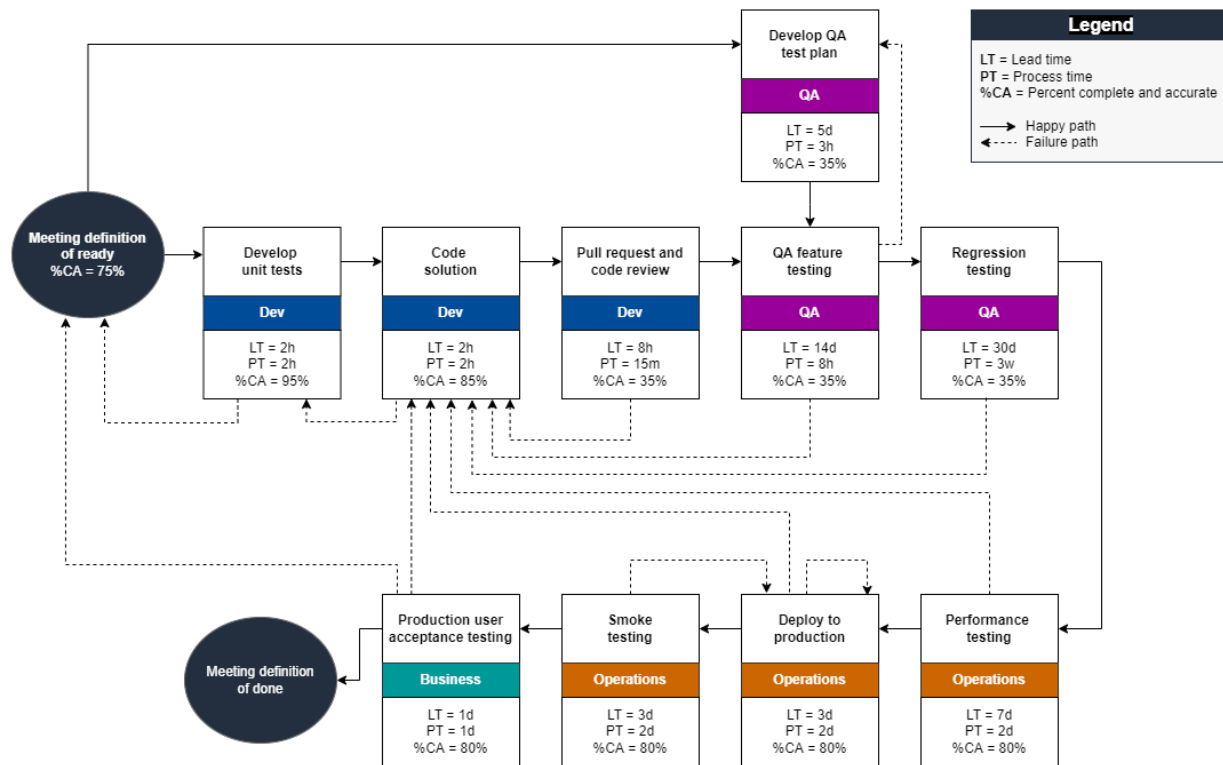 Develop QA
test plan
QA
LT = 5d
PT = 3h
%CA = 35%
Legend
LT = Lead time
PT = Process time
%CA = Percent complete and accurate
Happy path
Failure path
Meeting definition
of ready
%CA = 75%
Develop
unit tests
Dev
LT = 2h
PT = 2h
%CA = 95%
Code
solution
Dev
LT = 2h
PT = 2h
%CA = 85%
Pull request and
code review
Dev
LT = 8h
PT = 15m
%CA = 35%
QA feature
testing
QA
LT = 14d
PT = 8h
%CA = 35%
Regression
testing
QA
LT = 30d
PT = 3w
%CA = 35%
Meeting definition
of done
Production user
acceptance testing
Business
LT = 1d
PT = 1d
%CA = 80%
Smoke
testing
Operations
LT = 3d
PT = 2d
%CA = 80%
Deploy to
production
Operations
LT = 3d
PT = 2d
%CA = 80%
Performance
testing
Operations
LT = 7d
PT = 2d
%CA = 80%